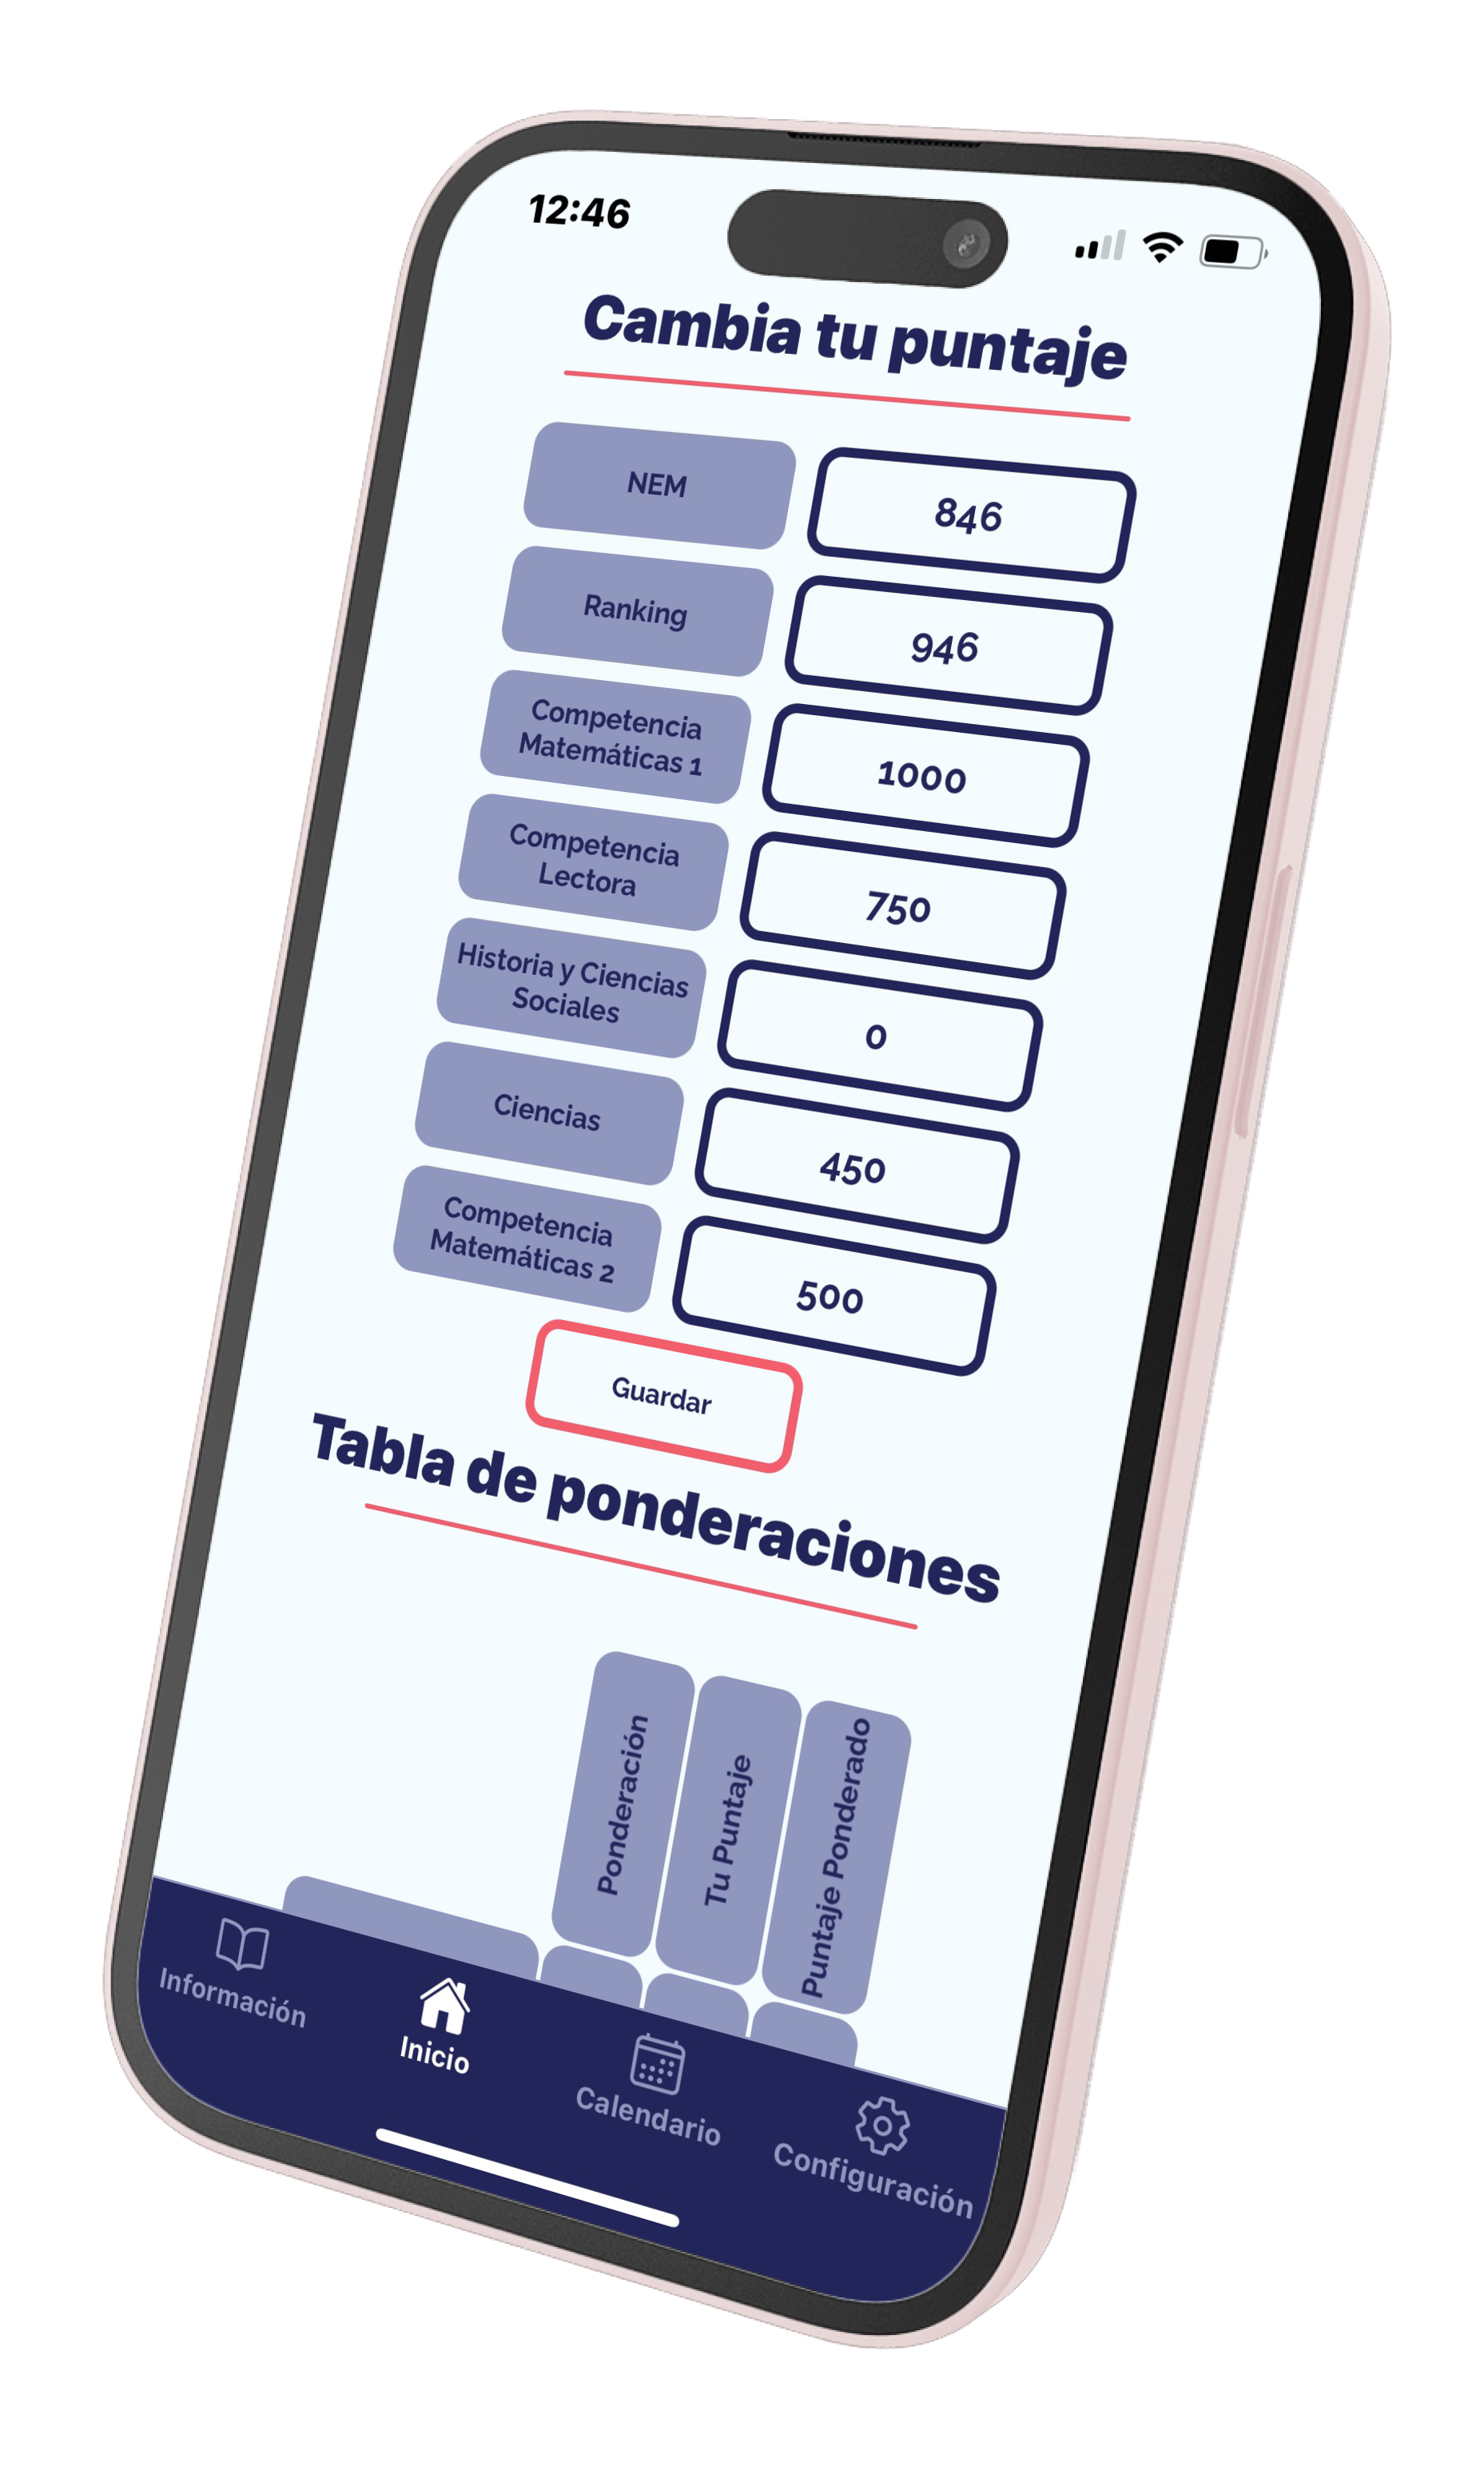 12:46
Cambia tu puntaje
NEM
846
Ranking
946
Competencia
Matemáticas 1
1000
Competencia
Lectora
750
Historia y Ciencias
Sociales
0
Ciencias
450
Competencia
Matemáticas 2
500
Guardar
Tabla de ponderaciones
Ponderación
Tu Puntaje
Puntaje Ponderado
Información
Inicio
Calendario
Configuración